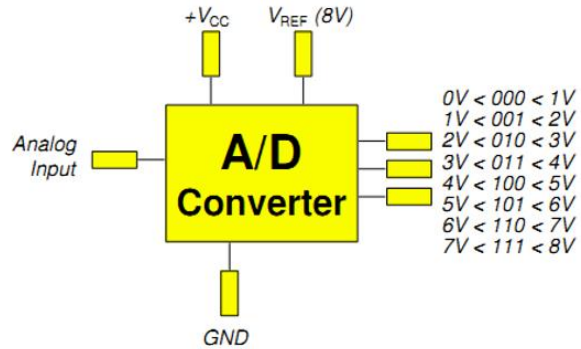 +VCC
VREF (8V)
Analog
Input
A/D
Converter
0V < 000 < 1V
1V < 001 < 2V
2V < 010 < 3V
3V < 011 < 4V
4V < 100 < 5V
5V < 101 < 6V
6V < 110 < 7V
7V < 111 < 8V
GND